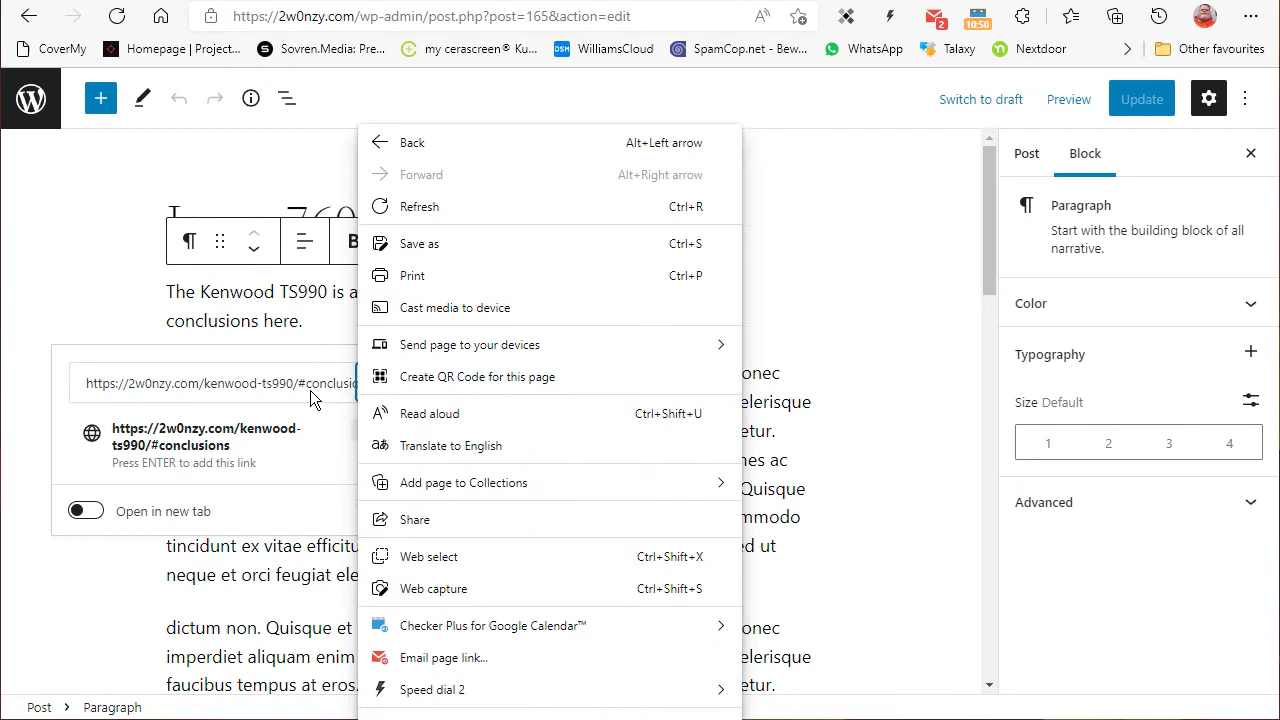 https://2w0nzy.com/wp-admin/post.php?post=165&action=edit
A))
2
10:50
CoverMy
Homepage | Project...
Sorven.Media: Pre...
my cerascreen® Ku...
DSM
WilliamsCloud
SpamCop.net - Bew...
WhatsApp
Talaxy
Nextdoor
Other favourites
Switch to draft
Preview
Update
Post
Block
Paragraph
Start with the building block of all
narrative.
Color
Typography
Size Default
1 2 3 4
Advanced
B
The Kenwood TS990 is a
conclusions here.
https://2w0nzy.com/kenwood-ts990/#conclusio
https://2w0nzy.com/kenwood-
ts990/#conclusions
Press ENTER to add this link
Open in new tab
tincidunt ex vitae efficitu
neque et orci feugiat ele
dictum non. Quisque et
imperdiet aliquam enim
faucibus tempus at eros.
Back Alt+Left arrow
Forward Alt+Right arrow
Refresh Ctrl+R
Save as Ctrl+S
Print Ctrl+P
Cast media to device
Send page to your devices
Create QR Code for this page
Read aloud Ctrl+Shift+U
Translate to English
Add page to Collections
Share
Web select Ctrl+Shift+X
Web capture Ctrl+Shift+S
Checker Plus for Google Calendar™
Email page link...
Speed dial 2
onec
elerisque
etur.
nes ac
Quisque
mmodo
ed ut
onec
elerisque
etur.
Post > Paragraph